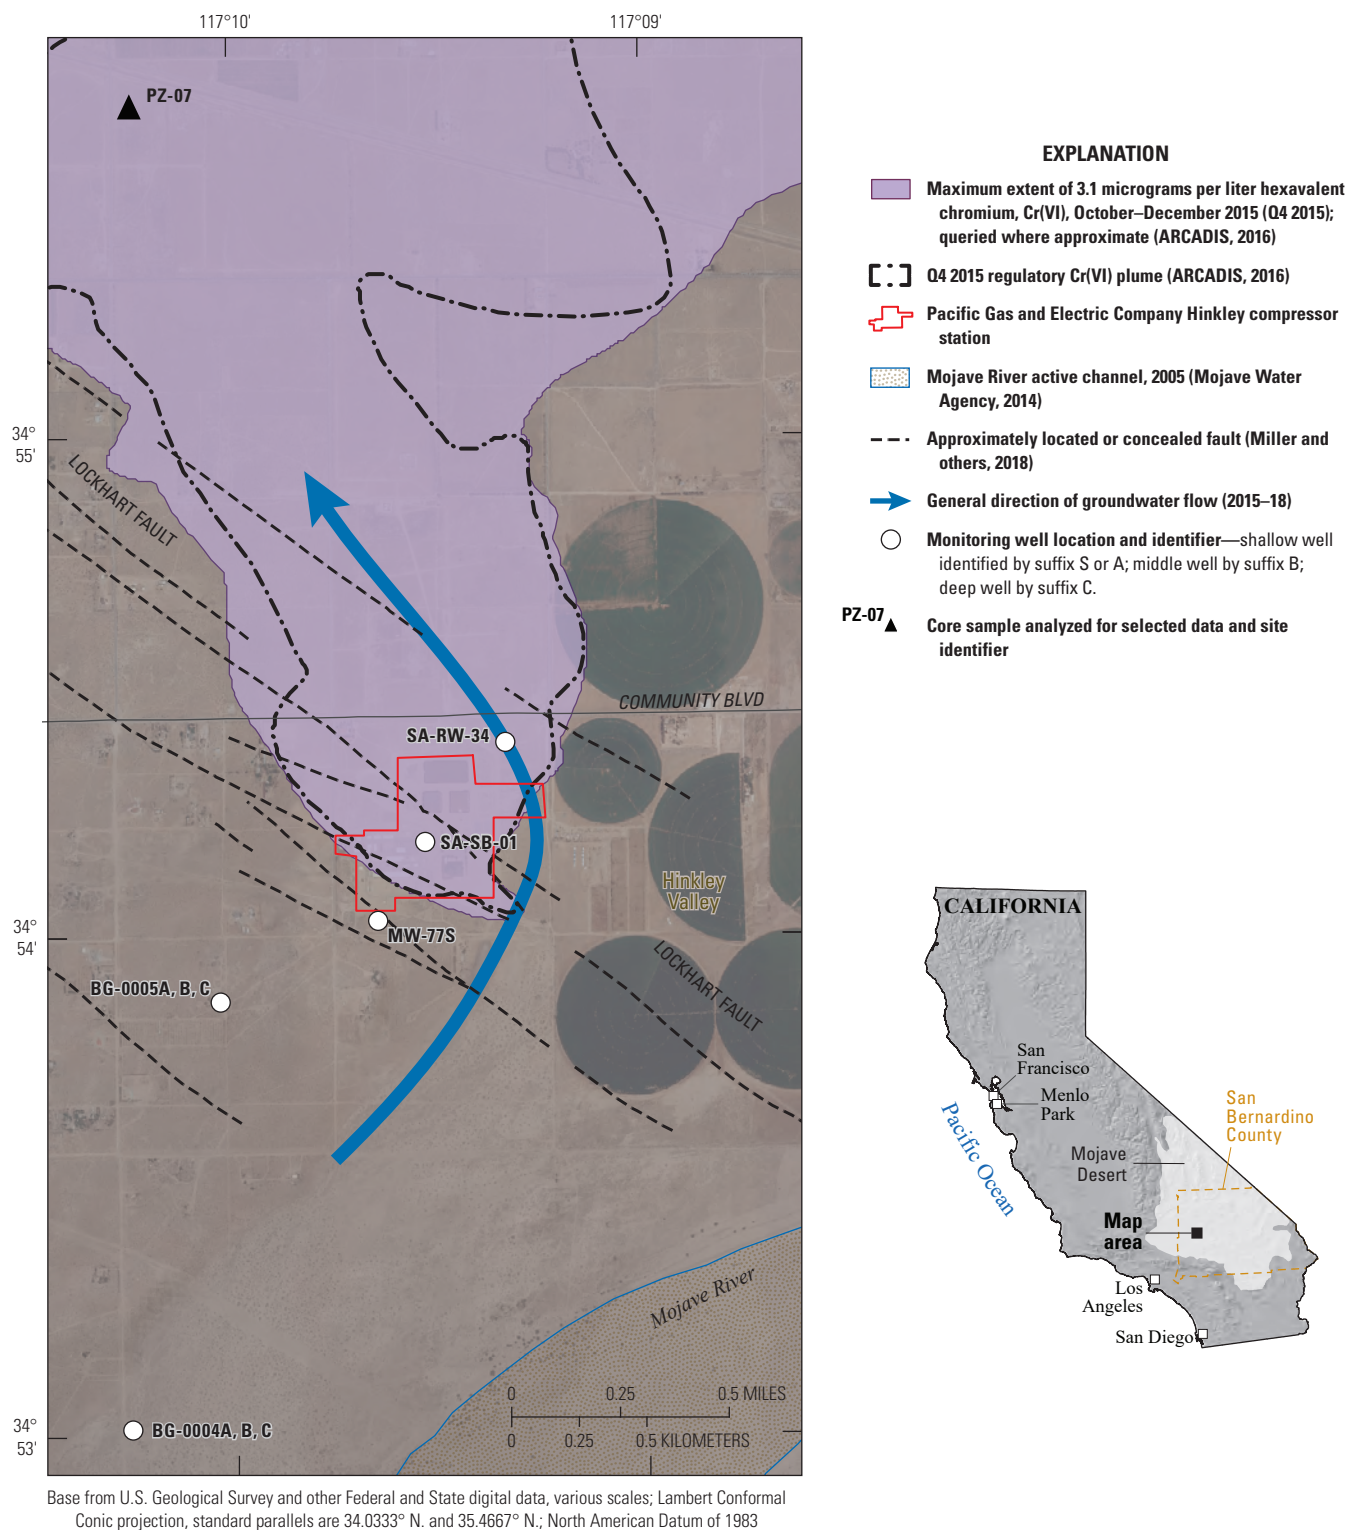 117°10'
117°09'
PZ-07
34°
55'
LOCKHART FAULT
COMMUNITY BLVD
SA-RW-34
SA-SB-01
Hinkley
Valley
MW-77S
34°
54'
BG-0005A, B, C
LOCKHART FAULT
Mojave River
0 0.25 0.5 MILES
0 0.25 0.5 KILOMETERS
34°
53'
BG-0004A, B, C
Base from U.S. Geological Survey and other Federal and State digital data, various scales; Lambert Conformal
Conic projection, standard parallels are 34.0333° N. and 35.4667° N.; North American Datum of 1983
EXPLANATION
Maximum extent of 3.1 micrograms per liter hexavalent
chromium, Cr(VI), October–December 2015 (Q4 2015);
queried where approximate (ARCADIS, 2016)
Q4 2015 regulatory Cr(VI) plume (ARCADIS, 2016)
Pacific Gas and Electric Company Hinkley compressor
station
Mojave River active channel, 2005 (Mojave Water
Agency, 2014)
Approximately located or concealed fault (Miller and
others, 2018)
General direction of groundwater flow (2015–18)
Monitoring well location and identifier—shallow well
identified by suffix S or A; middle well by suffix B;
deep well by suffix C.
PZ-07
Core sample analyzed for selected data and site
identifier
CALIFORNIA
San
Francisco
Menlo
Park
Pacific Ocean
San
Bernardino
County
Mojave
Desert
Map
area
Los
Angeles
San Diego